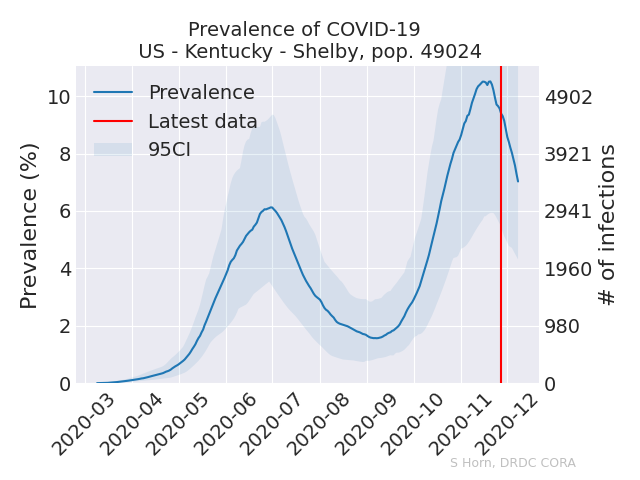 Prevalence of COVID-19
US - Kentucky - Shelby, pop. 49024
Prevalence
Latest data
95CI
Prevalence (%)
10
8
6
4
2
0
4902
3921
2941
1960
980
0
# of infections
2020-03
2020-04
2020-05
2020-06
2020-07
2020-08
2020-09
2020-10
2020-11
2020-12
S Horn, DRDC CORA